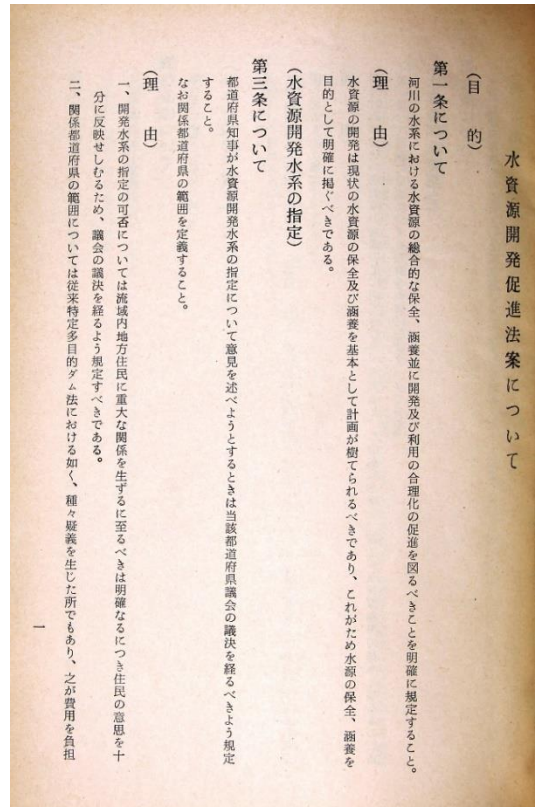 水資源開発促進法案について
(目的)
第一条について
河川の水系における水資源の総合的な保全、涵養並に開発及び利用の合理化の促進を図るべきことを明確に規定すること。
(理由)
水資源の開発は現状の水資源の保全及び涵養を基本として計画が樹てられるべきであり、これがため水源の保全、涵養を
目的として明確に掲ぐべきである。
(水資源開発水系の指定)
第三条について
都道府県知事が水資源開発水系の指定について意見を述べようとするときは当該都道府県議会の議決を経るべきよう規定
すること。
なお関係都道府県の範囲を定義すること。
(理由)
一、開発水系の指定の可否については流域内地方住民に重大な関係を生ずるに至るべきは明確なるにつき住民の意思を十
分に反映せしむるため、議会の議決を経るよう規定すべきである。
二、関係都道府県の範囲については従来特定多目的ダム法における如く、種々疑義を生じた所でもあり、之が費用を負担
一